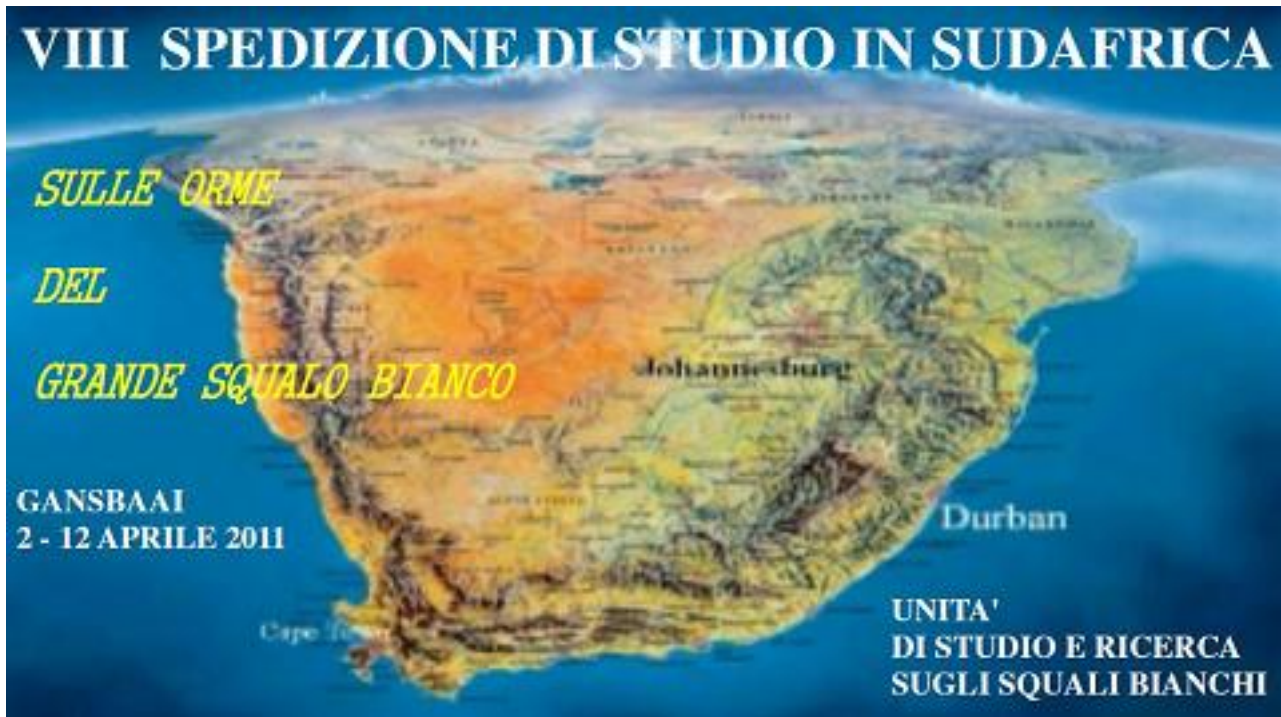 VIII SPEDIZIONE DI STUDIO IN SUDAFRICA
SULLE ORME
DEL
GRANDE SQUALO BIANCO
Johannesburg
GANSBAAI
2 - 12 APRILE 2011
Durban
Cape Town
UNITA'
DI STUDIO E RICERCA
SUGLI SQUALI BIANCHI